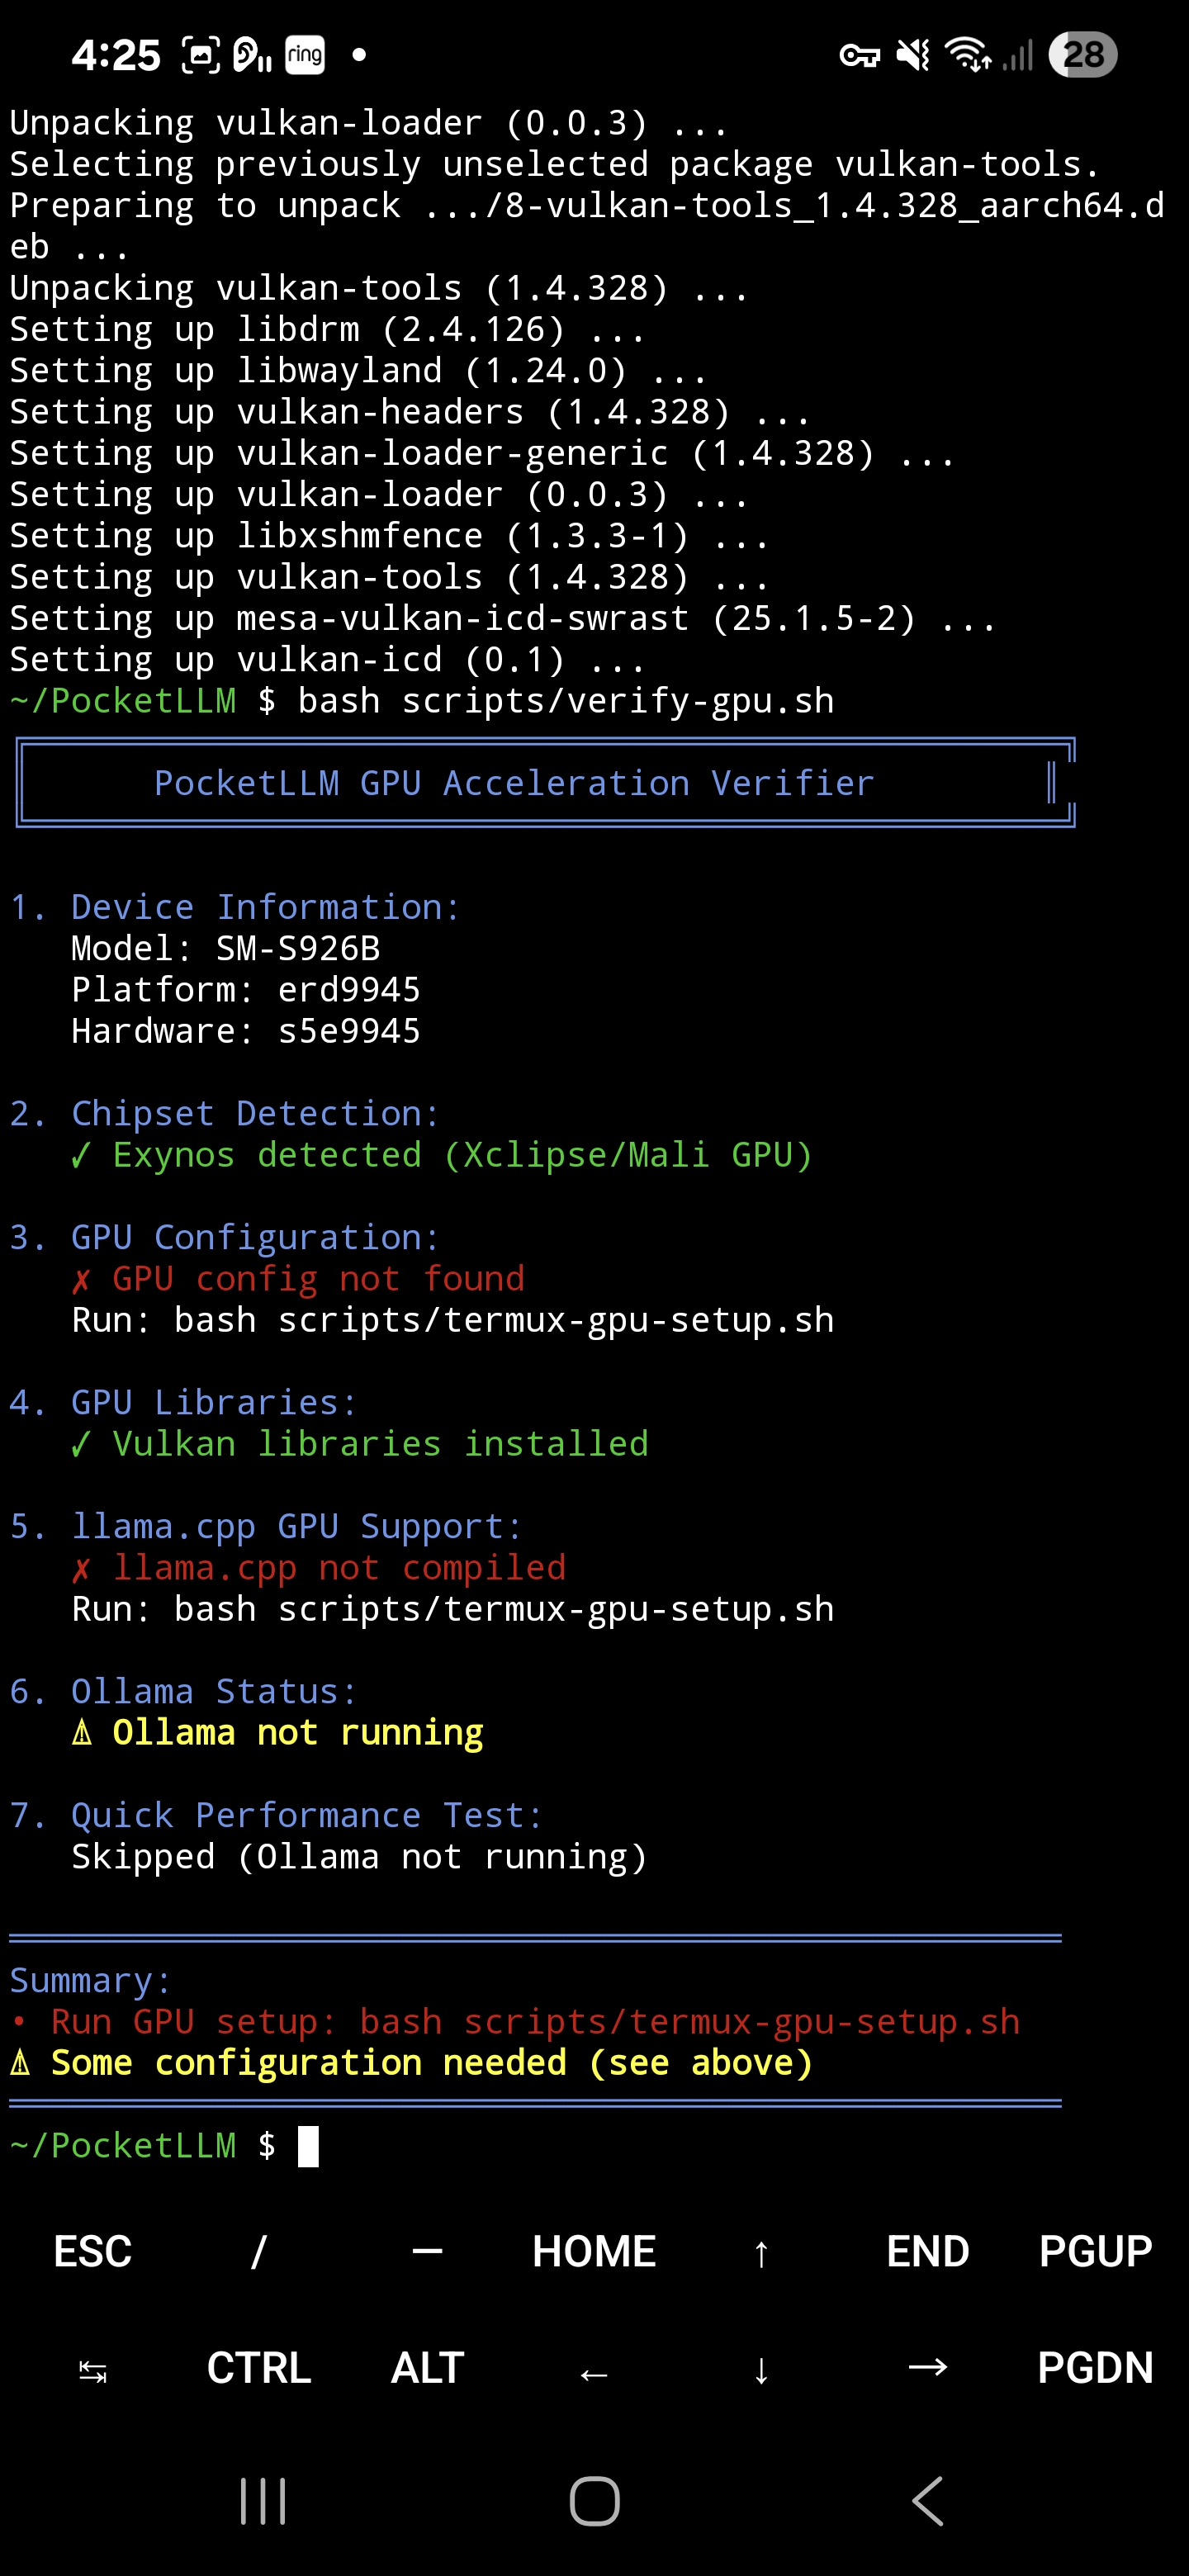 4:25 ring 28
Unpacking vulkan-loader (0.0.3) ...
Selecting previously unselected package vulkan-tools.
Preparing to unpack .../8-vulkan-tools_1.4.328_aarch64.d
eb ...
Unpacking vulkan-tools (1.4.328) ...
Setting up libdrm (2.4.126) ...
Setting up libwayland (1.24.0) ...
Setting up vulkan-headers (1.4.328) ...
Setting up vulkan-loader-generic (1.4.328) ...
Setting up vulkan-loader (0.0.3) ...
Setting up libxshmfence (1.3.3-1) ...
Setting up vulkan-tools (1.4.328) ...
Setting up mesa-vulkan-icd-swrast (25.1.5-2) ...
Setting up vulkan-icd (0.1) ...
~/PocketLLM $ bash scripts/verify-gpu.sh
PocketLLM GPU Acceleration Verifier
1. Device Information:
Model: SM-S926B
Platform: erd9945
Hardware: s5e9945
2. Chipset Detection:
✓ Exynos detected (Xclipse/Mali GPU)
3. GPU Configuration:
✗ GPU config not found
Run: bash scripts/termux-gpu-setup.sh
4. GPU Libraries:
✓ Vulkan libraries installed
5. llama.cpp GPU Support:
✗ llama.cpp not compiled
Run: bash scripts/termux-gpu-setup.sh
6. Ollama Status:
⚠ Ollama not running
7. Quick Performance Test:
Skipped (Ollama not running)
Summary:
• Run GPU setup: bash scripts/termux-gpu-setup.sh
⚠ Some configuration needed (see above)
~/PocketLLM $
ESC / — HOME ↑ END PGUP
↹ CTRL ALT ← ↓ → PGDN